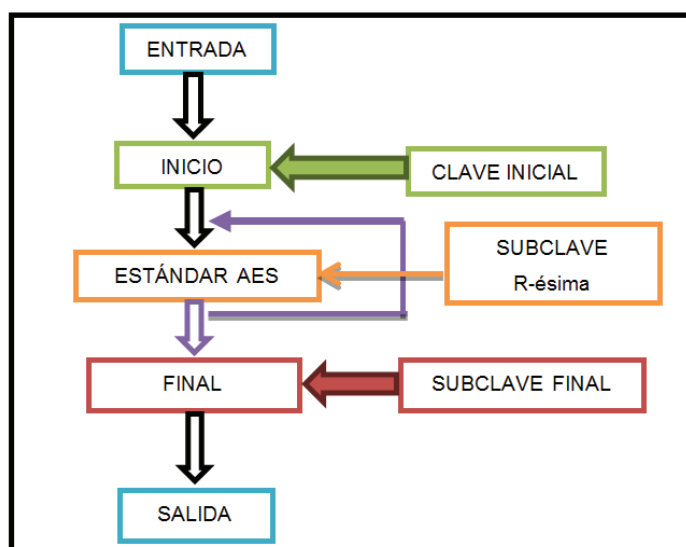 ENTRADA
INICIO
CLAVE INICIAL
ESTÁNDAR AES
SUBCLAVE
R-ésima
FINAL
SUBCLAVE FINAL
SALIDA